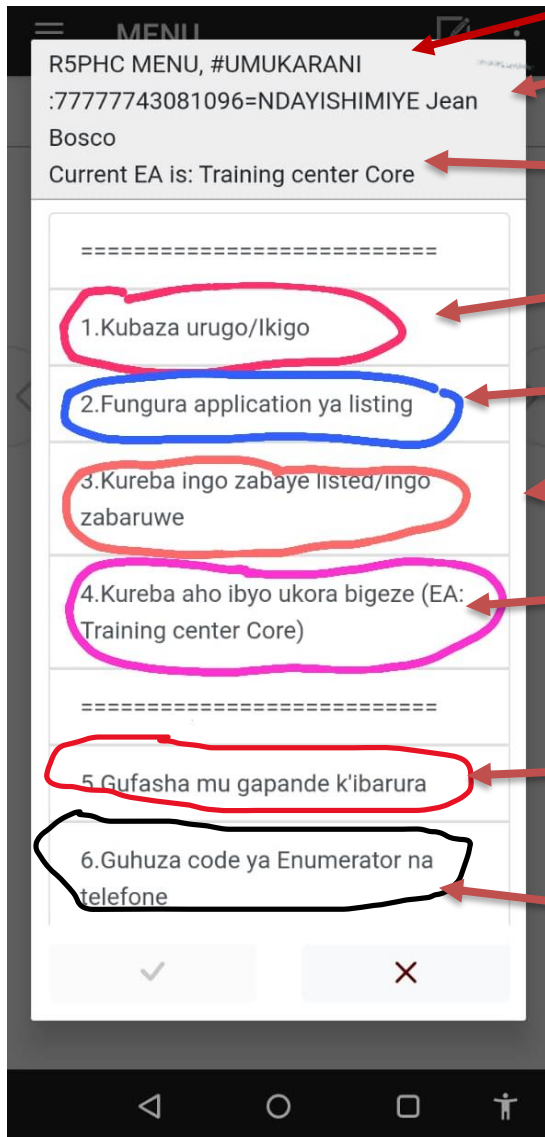 MENU
R5PHC MENU, #UMUKARANI
:77777743081096=NDAYISHIMIYE Jean
Bosco
Current EA is: Training center Core
===========================
1.Kubaza urugo/Ikigo
2.Fungura application ya listing
3.Kureba ingo zabaye listed/ingo
zabaruwe
4.Kureba aho ibyo ukora bigeze (EA:
Training center Core)
===========================
5.Gufasha mu gapande k'ibarura
6.Guhuza code ya Enumerator na
telefone